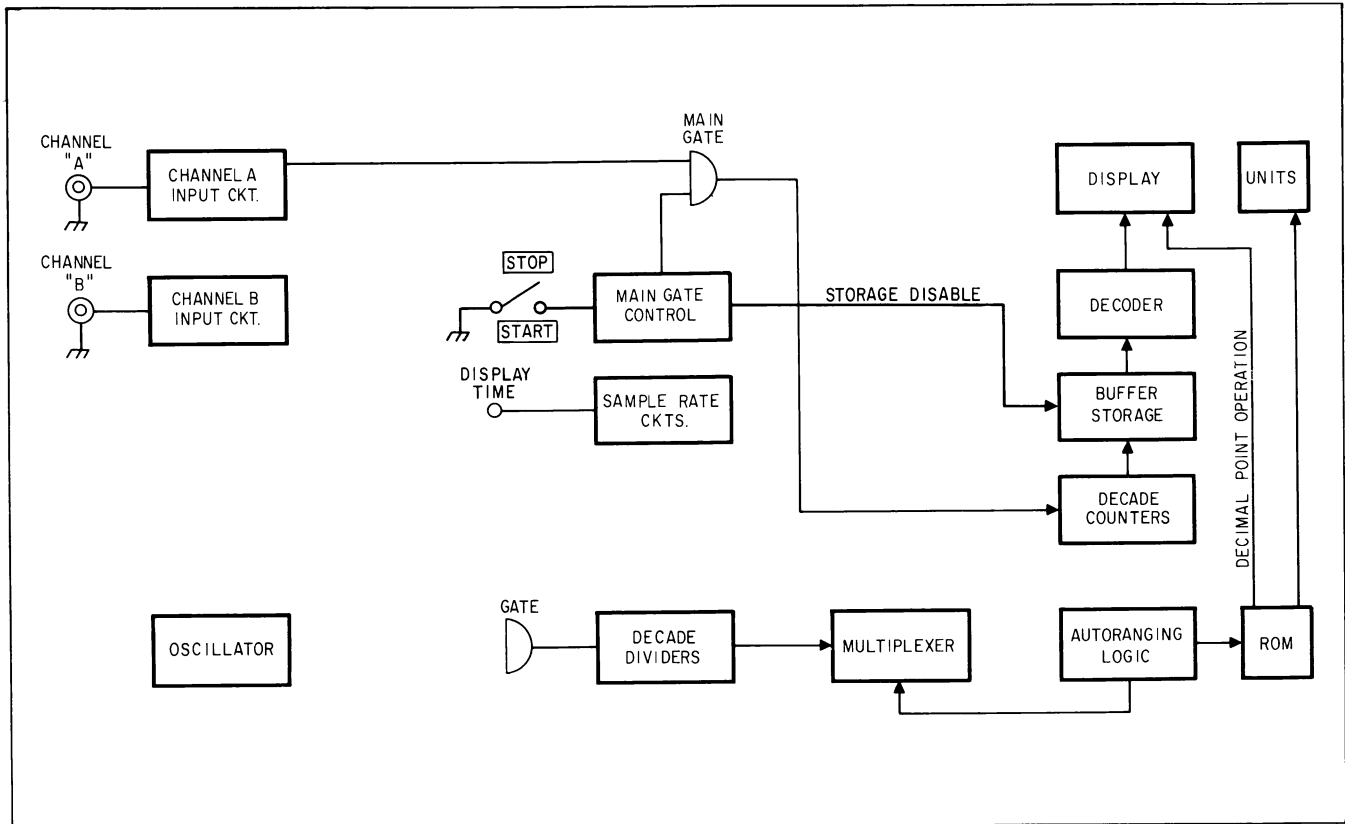 MAIN
GATE
CHANNEL
"A"
CHANNEL A
INPUT CKT.
DISPLAY
UNITS
CHANNEL
"B"
CHANNEL B
INPUT CKT.
STOP
START
MAIN GATE
CONTROL
STORAGE DISABLE
DECODER
DISPLAY
TIME
SAMPLE RATE
CKTS.
BUFFER
STORAGE
DECADE
COUNTERS
DECIMAL POINT OPERATION
OSCILLATOR
GATE
DECADE
DIVIDERS
MULTIPLEXER
AUTORANGING
LOGIC
ROM